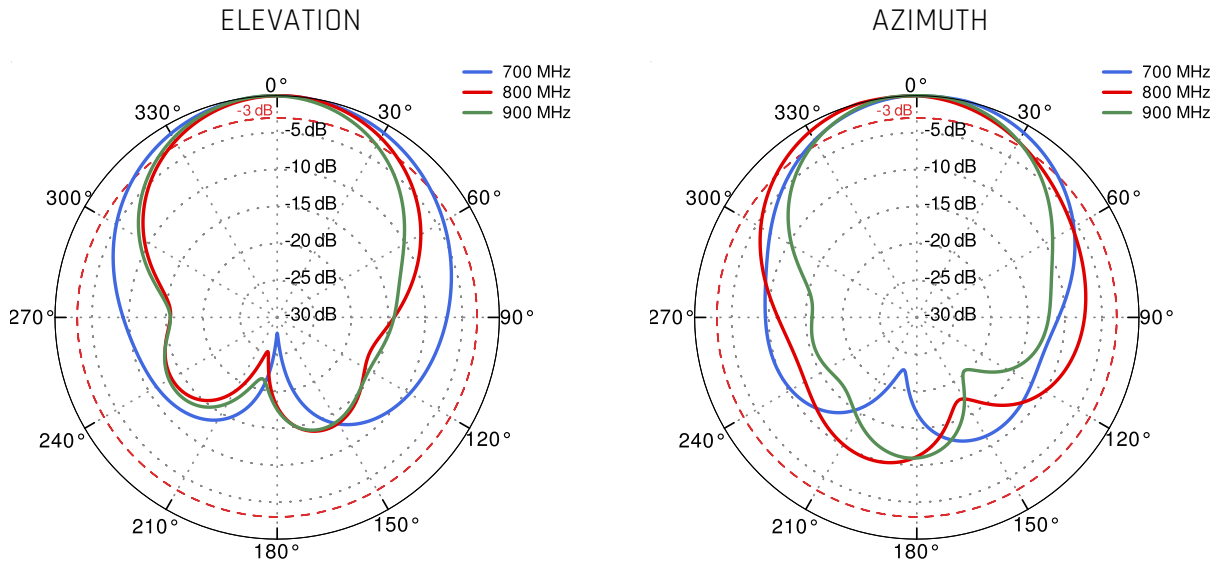 ELEVATION
700 MHz
800 MHz
900 MHz
0°
330°
30°
-3 dB
-5 dB
-10 dB
300°
60°
-15 dB
-20 dB
-25 dB
-30 dB
270°
90°
240°
120°
210°
150°
180°
AZIMUTH
700 MHz
800 MHz
900 MHz
0°
330°
30°
-3 dB
-5 dB
-10 dB
300°
60°
-15 dB
-20 dB
-25 dB
-30 dB
270°
90°
240°
120°
210°
150°
180°